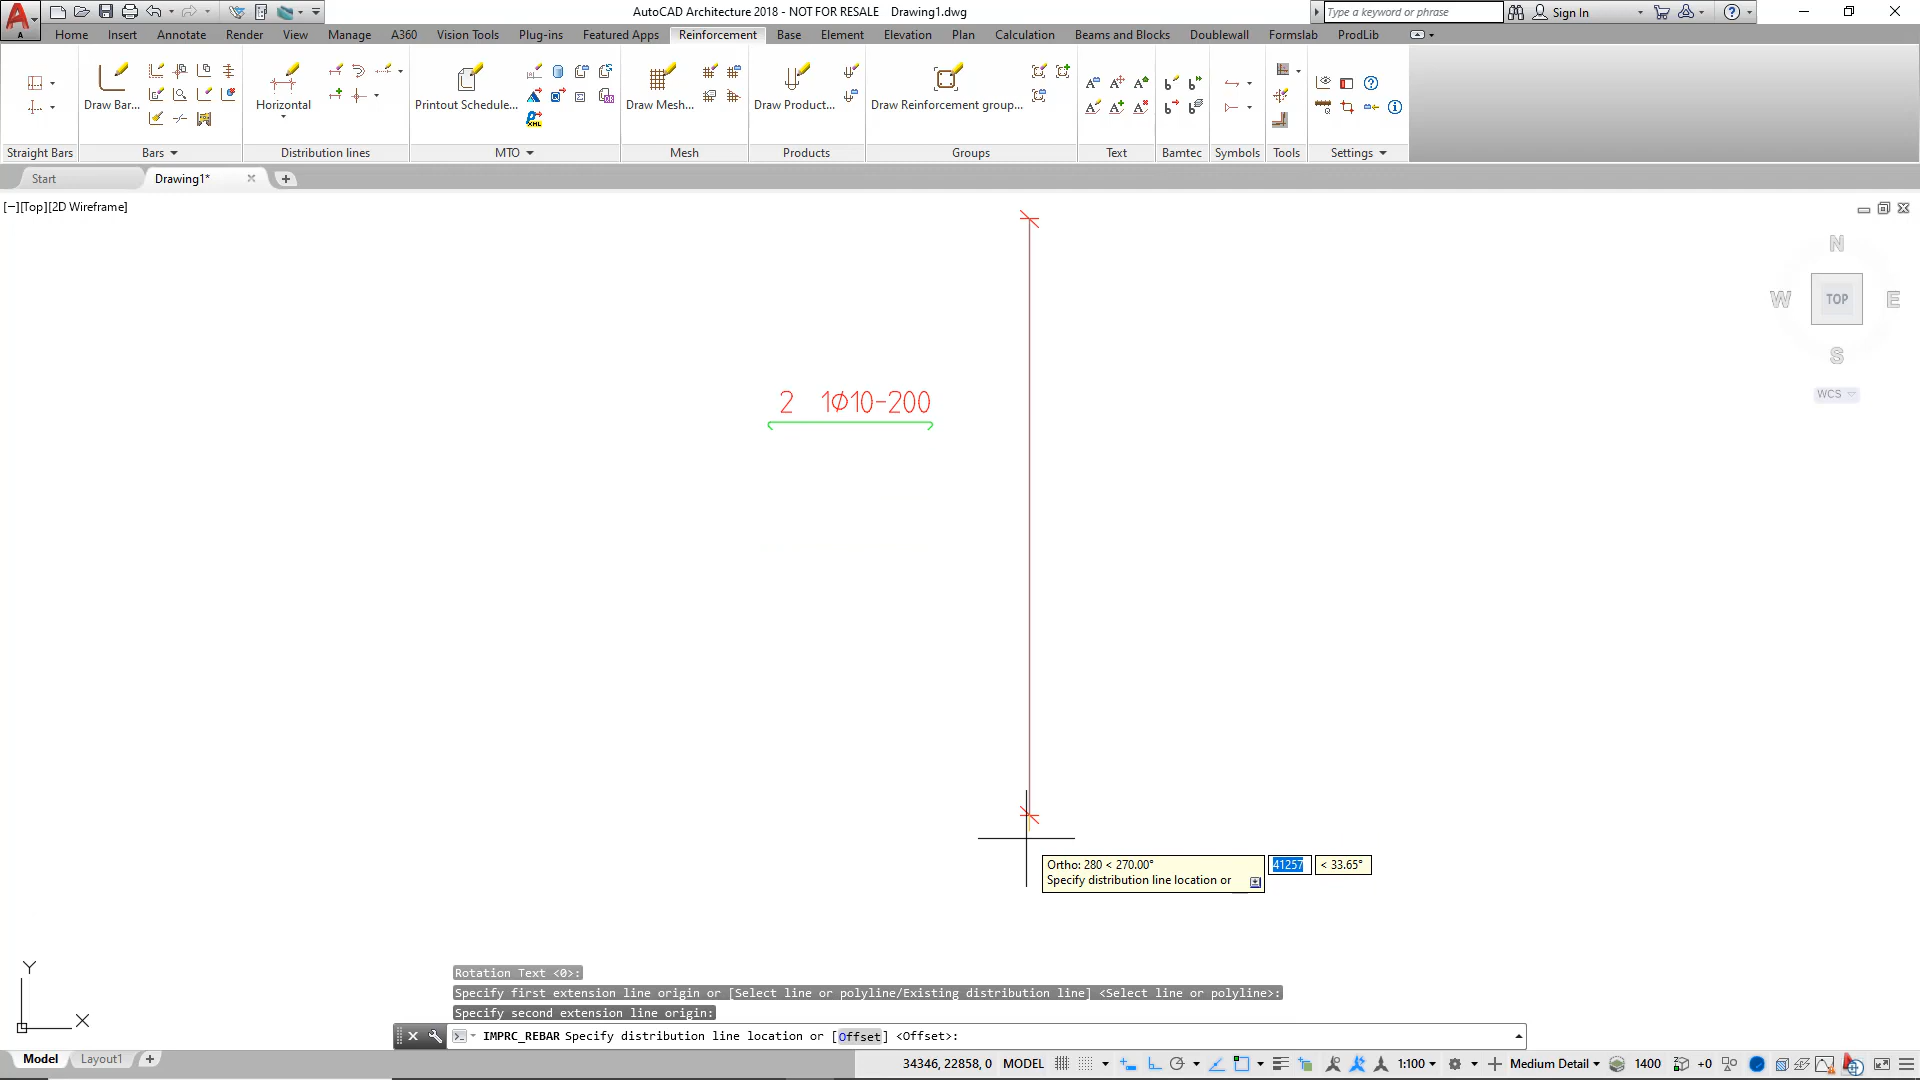 AutoCAD Architecture 2018 - NOT FOR RESALE    Drawing1.dwg
Type a keyword or phrase
Sign In
Home Insert Annotate Render View Manage A360 Vision Tools Plug-ins Featured Apps Reinforcement Base Element Elevation Plan Calculation Beams and Blocks Doublewall Formslab ProdLib
Draw Bar... Horizontal Printout Schedule... Draw Mesh... Draw Product... Draw Reinforcement group...
Straight Bars Bars Distribution lines MTO Mesh Products Groups Text Bamtec Symbols Tools Settings
Start Drawing1*
[−][Top][2D Wireframe]
N
W TOP E
S
WCS
2 1Ø10-200
Ortho: 280 < 270.00° 41257 < 33.65°
Specify distribution line location or
Y
X
Rotation Text <0>:
Specify first extension line origin or [Select line or polyline/Existing distribution line] <Select line or polyline>:
Specify second extension line origin:
IMPRC_REBAR Specify distribution line location or [Offset] <Offset>:
Model Layout1
34346, 22858, 0 MODEL 1:100 Medium Detail 1400 +0